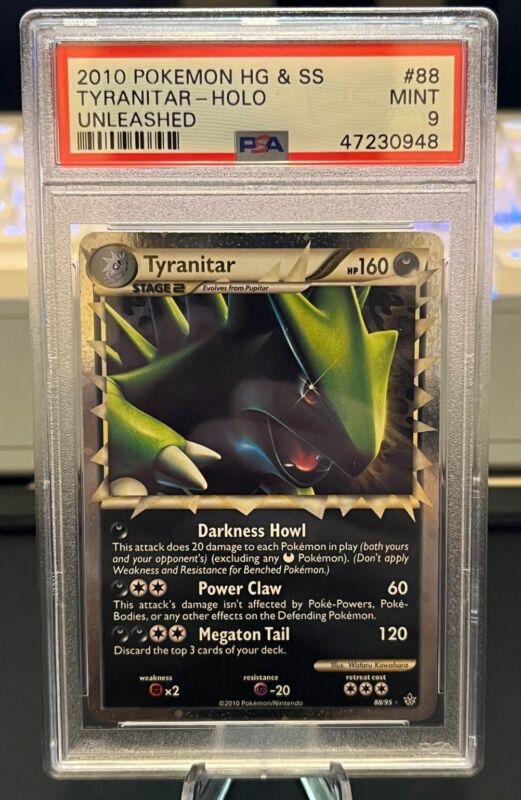 2010 POKEMON HG & SS #88
TYRANITAR – HOLO MINT
UNLEASHED 9
PSA 47230948
Tyranitar HP160
STAGE 2 Evolves from Pupitar
Darkness Howl
This attack does 20 damage to each Pokémon in play (both yours
and your opponent's) (excluding any Pokémon). (Don't apply
Weakness and Resistance for Benched Pokémon.)
Power Claw 60
This attack's damage isn't affected by Poké-Powers, Poké-
Bodies, or any other effects on the Defending Pokémon.
Megaton Tail 120
Discard the top 3 cards of your deck.
Illus. Wataru Kawahara
weakness resistance retreat cost
×2 -20
©2010 Pokémon/Nintendo 88/95